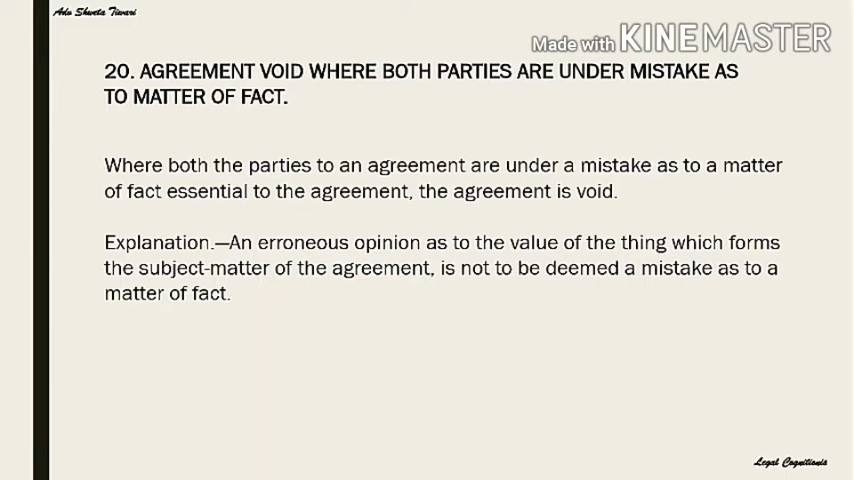 Adv Shweta Tiwari
Made with KINEMASTER
20. AGREEMENT VOID WHERE BOTH PARTIES ARE UNDER MISTAKE AS
TO MATTER OF FACT.
Where both the parties to an agreement are under a mistake as to a matter
of fact essential to the agreement, the agreement is void.
Explanation.—An erroneous opinion as to the value of the thing which forms
the subject-matter of the agreement, is not to be deemed a mistake as to a
matter of fact.
Legal Cognitionis